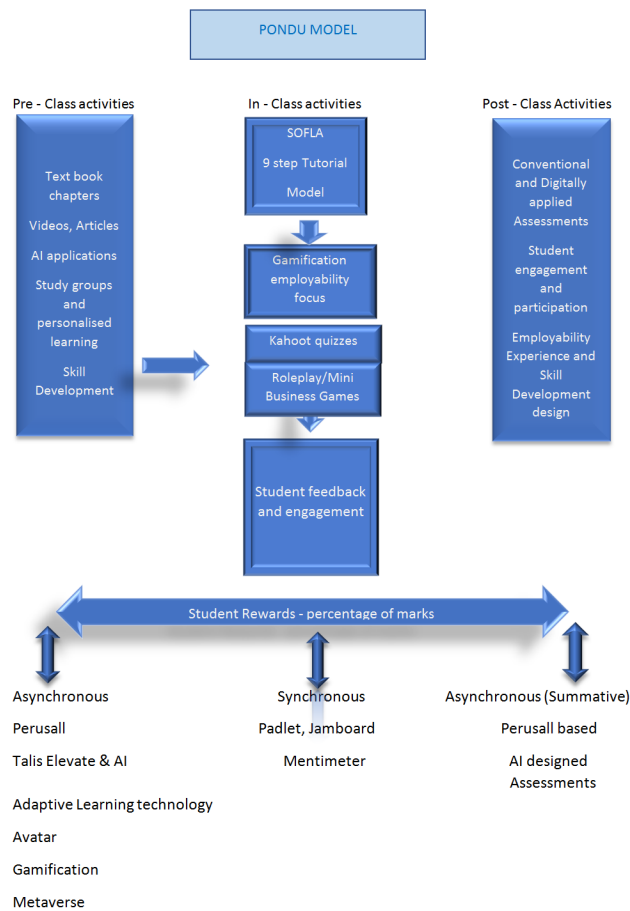 PONDU MODEL
Pre - Class activities
Text book
chapters
Videos, Articles
AI applications
Study groups
and
personalised
learning
Skill
Development
In - Class activities
SOFLA
9 step Tutorial
Model
Gamification
employability
focus
Kahoot quizzes
Roleplay/Mini
Business Games
Student feedback
and engagement
Post - Class Activities
Conventional
and Digitally
applied
Assessments
Student
engagement
and
participation
Employability
Experience and
Skill
Development
design
Student Rewards - percentage of marks
Asynchronous
Perusall
Talis Elevate & AI
Adaptive Learning technology
Avatar
Gamification
Metaverse
Synchronous
Padlet, Jamboard
Mentimeter
Asynchronous (Summative)
Perusall based
AI designed
Assessments